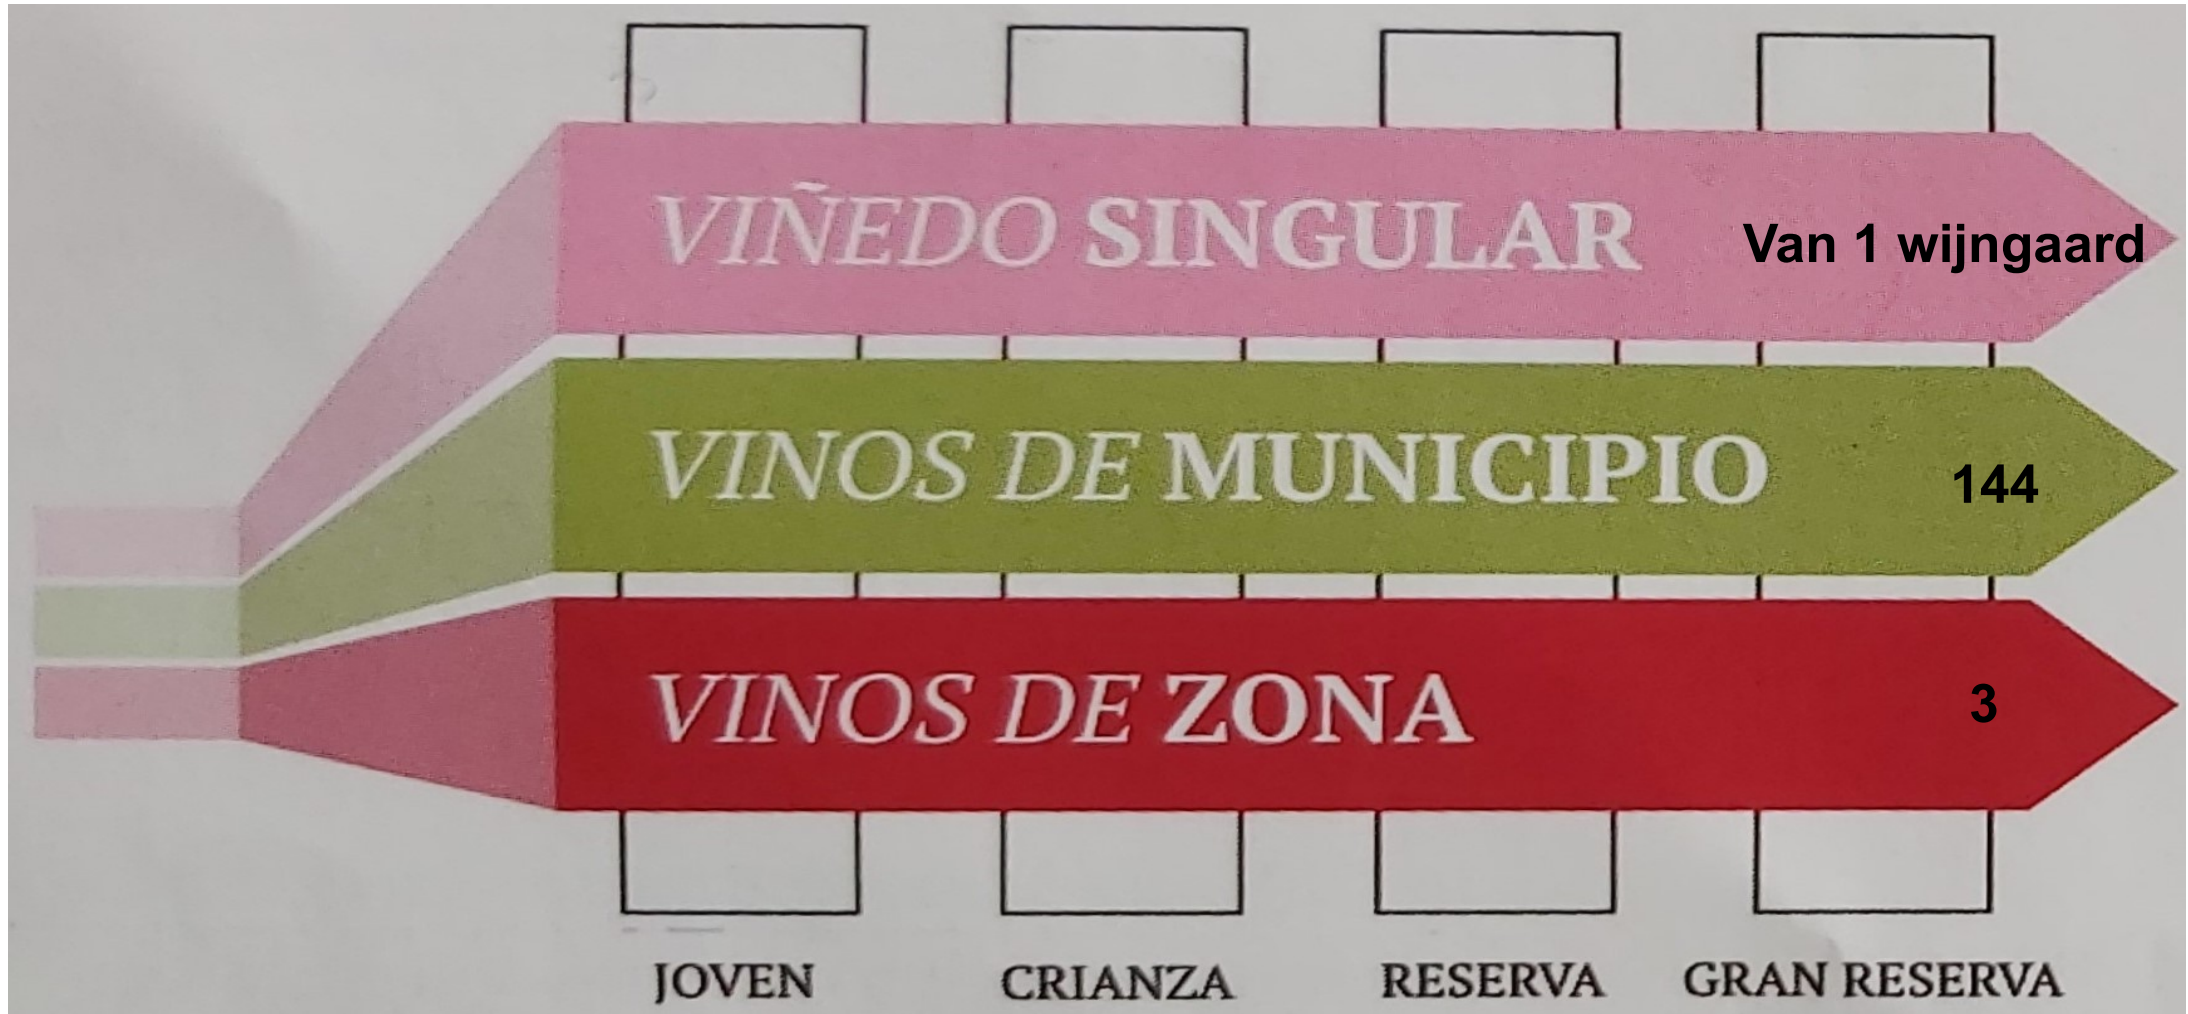 VIÑEDO SINGULAR Van 1 wijngaard
VINOS DE MUNICIPIO 144
VINOS DE ZONA 3
JOVEN CRIANZA RESERVA GRAN RESERVA